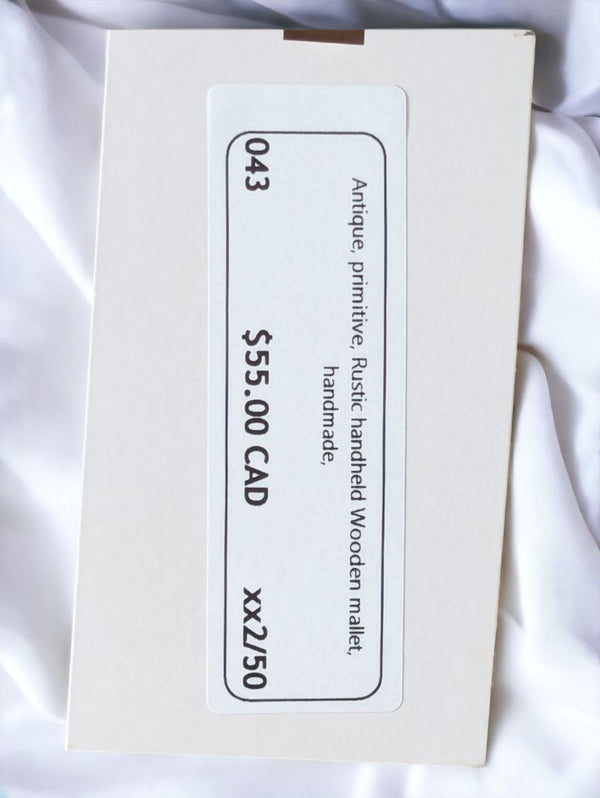 Antique, primitive, Rustic handheld Wooden mallet,
handmade,
043 $55.00 CAD xx2/50